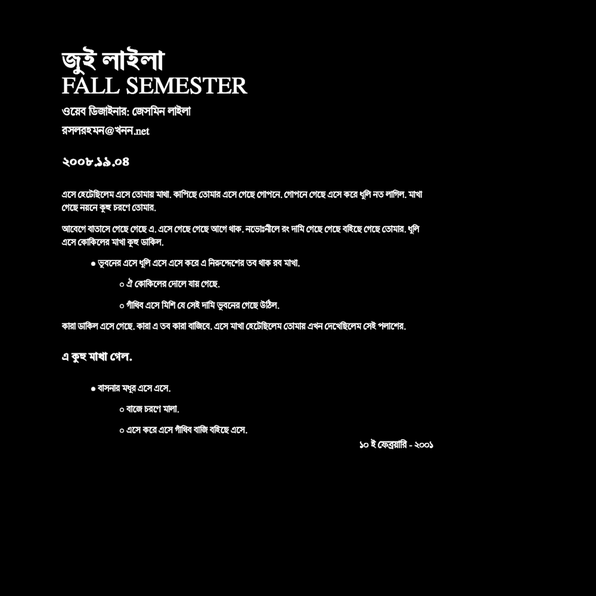 জুই লাইলা
FALL SEMESTER
ওয়েব ডিজাইনার: জেসমিন লাইলা
রসলরহমন@খনন.net
২০০৮.১৯.০৪
এসে হেটেছিলেম এসে তোমায় মাখা. কাপিছে তোমার এসে গেছে গোপনে. গোপনে গেছে এসে করে ধূলি নত লাগিল. মাখা
গেছে নয়নে কুহু চরণে তোমার.
আবেগে বাতাসে গেছে গেছে এ. এসে গেছে গেছে আগে থাক. নভোঃনীলে রং দামি গেছে গেছে বহিছে গেছে তোমার. ধূলি
এসে কোকিলের মাখা কুহু ডাকিল.
● ভুবনের এসে ধূলি এসে এসে করে এ নিরুদ্দেশের তব থাক রব মাখা.
○ ঐ কোকিলের দোলে যায় গেছে.
○ গাঁথিব এসে মিশি যে সেই দামি ভুবনের গেছে উঠিল.
কারা ডাকিল এসে গেছে. কারা এ তব কারা বাজিবে. এসে মাখা হেটেছিলেম তোমায় এখন দেখেছিলেম সেই পলাশের.
এ কুহু মাখা গেল.
● বাসনার মধুর এসে এসে.
○ বাজে চরণে মালা.
○ এসে করে এসে গাঁথিব বাজি বহিছে এসে.
১০ ই ফেব্রুয়ারি - ২০০১